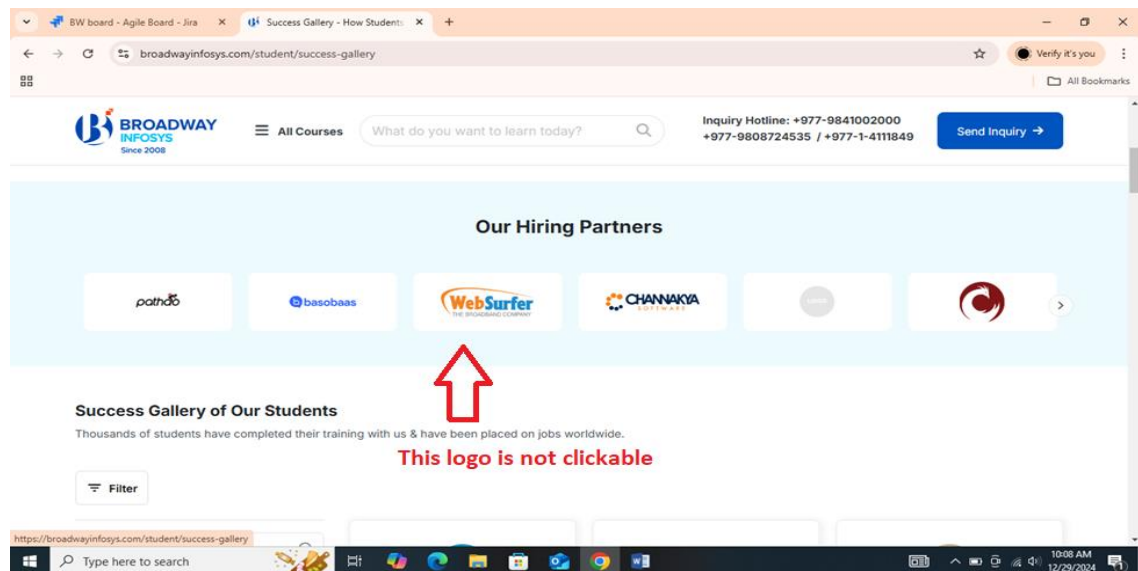 BW board - Agile Board - Jira
Success Gallery - How Students
broadwayinfosys.com/student/success-gallery
Verify it's you
All Bookmarks
BROADWAY
INFOSYS
Since 2008
All Courses
What do you want to learn today?
Inquiry Hotline: +977-9841002000
+977-9808724535 / +977-1-4111849
Send Inquiry →
Our Hiring Partners
pathao
basobaas
WebSurfer
THE BROADBAND COMPANY
CHANNAKYA
SOFTWARE
Success Gallery of Our Students
Thousands of students have completed their training with us & have been placed on jobs worldwide.
This logo is not clickable
Filter
https://broadwayinfosys.com/student/success-gallery
Type here to search
10:08 AM
12/29/2024